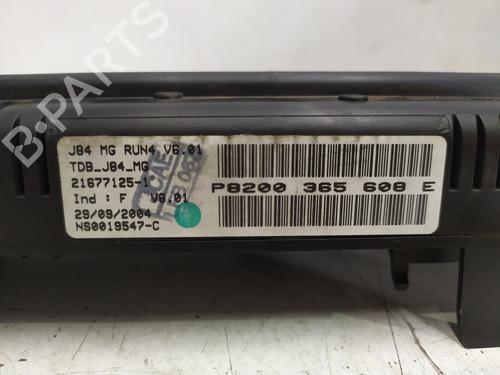 B-PARTS
J84 MG RUN4 V6.01
TDB_J84_MG
21677125-1
Ind : F V6.01
29/09/2004
NS0019547-C
P8200 365 608 E